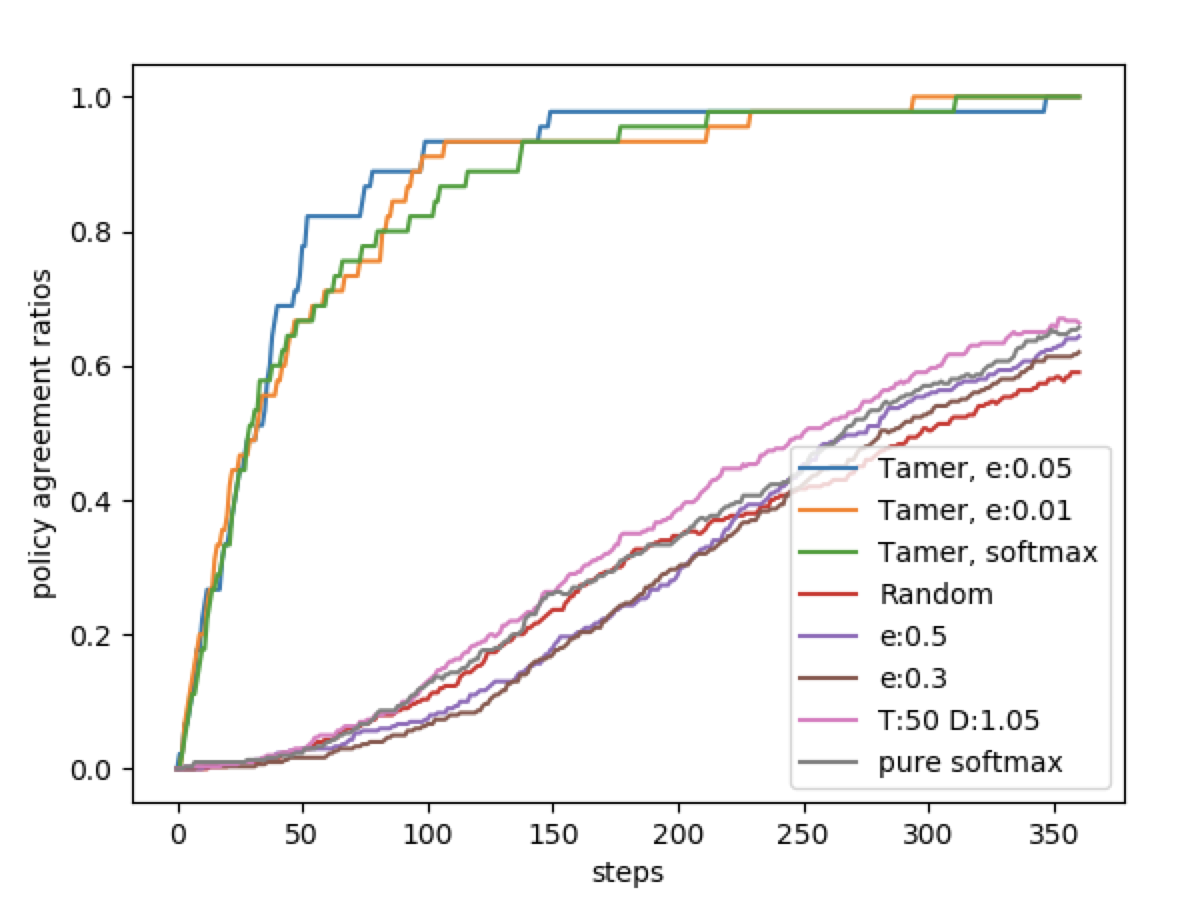 1.0
0.8
0.6
0.4
0.2
0.0
policy agreement ratios
0
50
100
150
200
250
300
350
steps
Tamer, e:0.05
Tamer, e:0.01
Tamer, softmax
Random
e:0.5
e:0.3
T:50 D:1.05
pure softmax